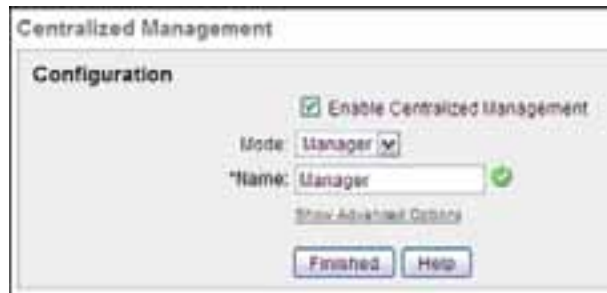 Centralized Management
Configuration
Enable Centralized Management
Mode: Manager
*Name: Manager
Show Advanced Options
Finished Help